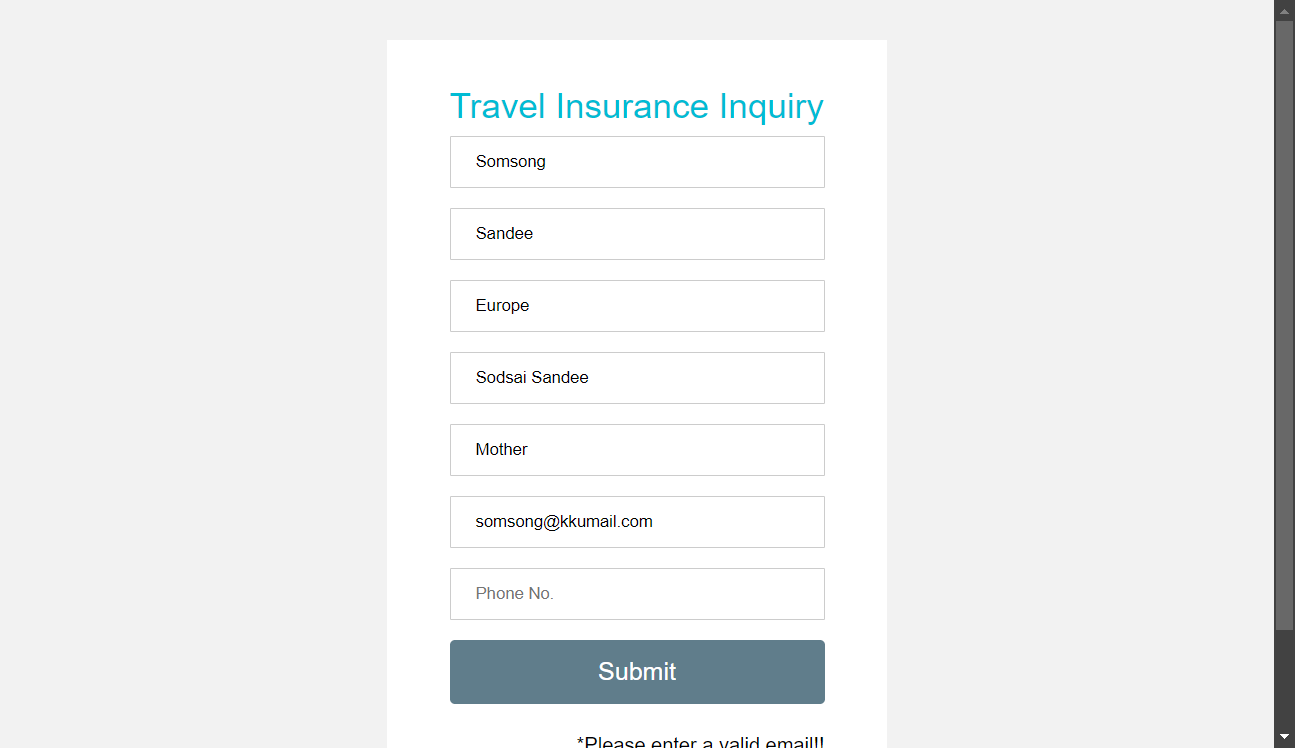 Travel Insurance Inquiry
Somsong
Sandee
Europe
Sodsai Sandee
Mother
somsong@kkumail.com
Phone No.
Submit
*Please enter a valid email!!